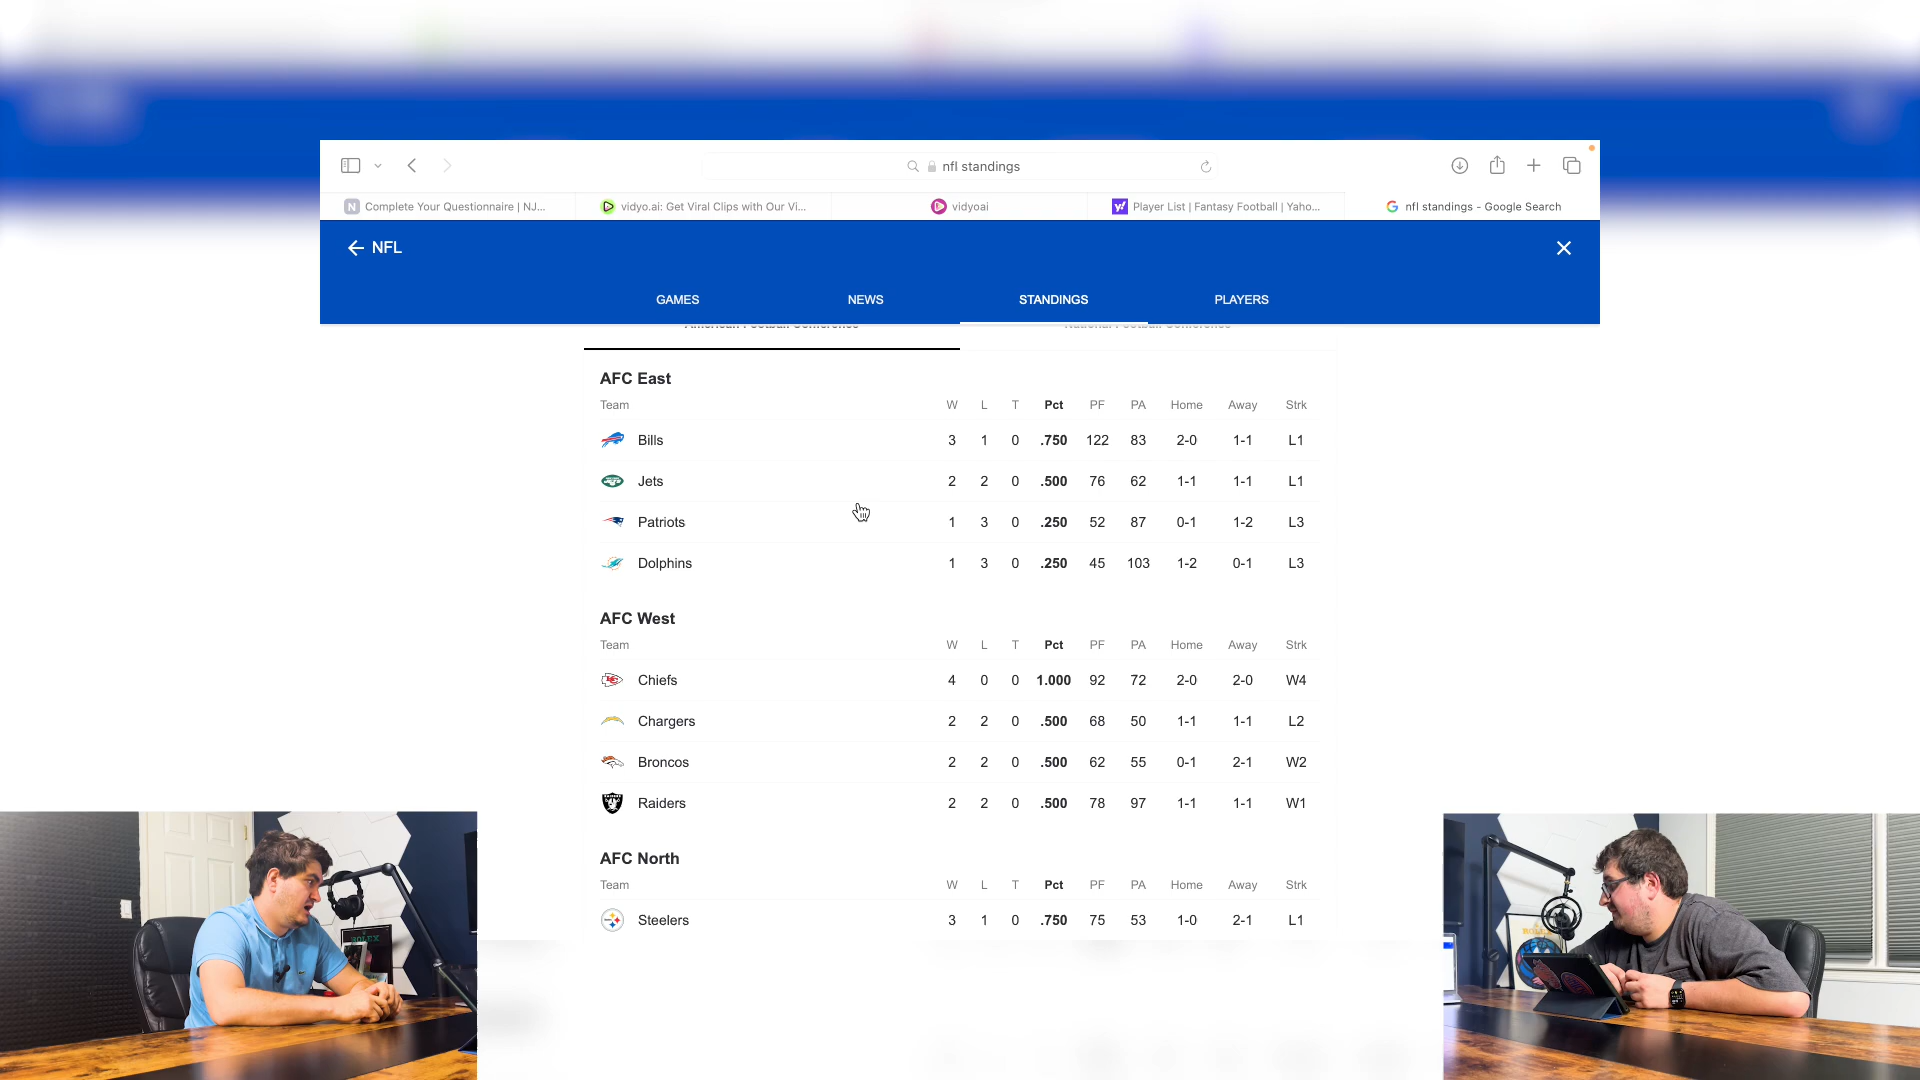 nfl standings
N Complete Your Questionnaire | NJ... vidyo.ai: Get Viral Clips with Our Vi... vidyoai Player List | Fantasy Football | Yaho... nfl standings - Google Search
NFL
GAMES NEWS STANDINGS PLAYERS
American Football Conference National Football Conference
AFC East
Team W L T Pct PF PA Home Away Strk
Bills 3 1 0 .750 122 83 2-0 1-1 L1
Jets 2 2 0 .500 76 62 1-1 1-1 L1
Patriots 1 3 0 .250 52 87 0-1 1-2 L3
Dolphins 1 3 0 .250 45 103 1-2 0-1 L3
AFC West
Team W L T Pct PF PA Home Away Strk
Chiefs 4 0 0 1.000 92 72 2-0 2-0 W4
Chargers 2 2 0 .500 68 50 1-1 1-1 L2
Broncos 2 2 0 .500 62 55 0-1 2-1 W2
Raiders 2 2 0 .500 78 97 1-1 1-1 W1
AFC North
Team W L T Pct PF PA Home Away Strk
Steelers 3 1 0 .750 75 53 1-0 2-1 L1
ROLEX